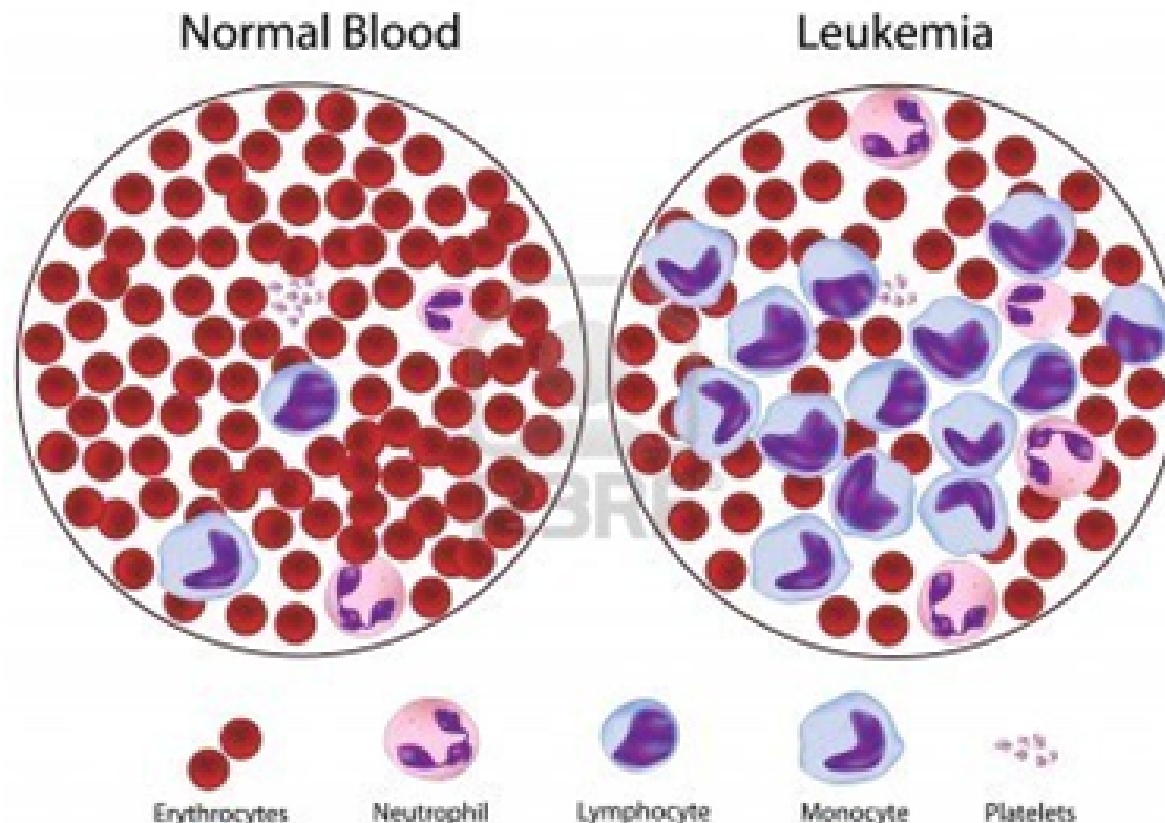 Normal Blood
Leukemia
Erythrocytes
Neutrophil
Lymphocyte
Monocyte
Platelets